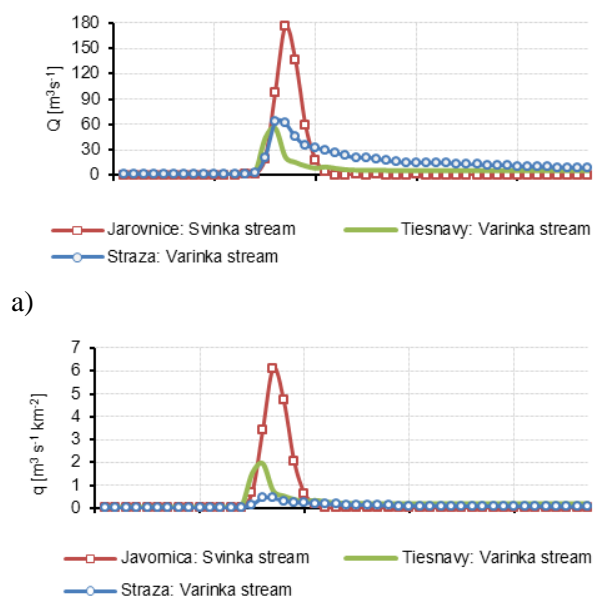 Q [m³s⁻¹]
180
150
120
90
60
30
0
Jarovnice: Svinka stream
Tiesnavy: Varinka stream
Straza: Varinka stream
a)
q [m³ s⁻¹ km⁻²]
7
6
5
4
3
2
1
0
Javornica: Svinka stream
Tiesnavy: Varinka stream
Straza: Varinka stream